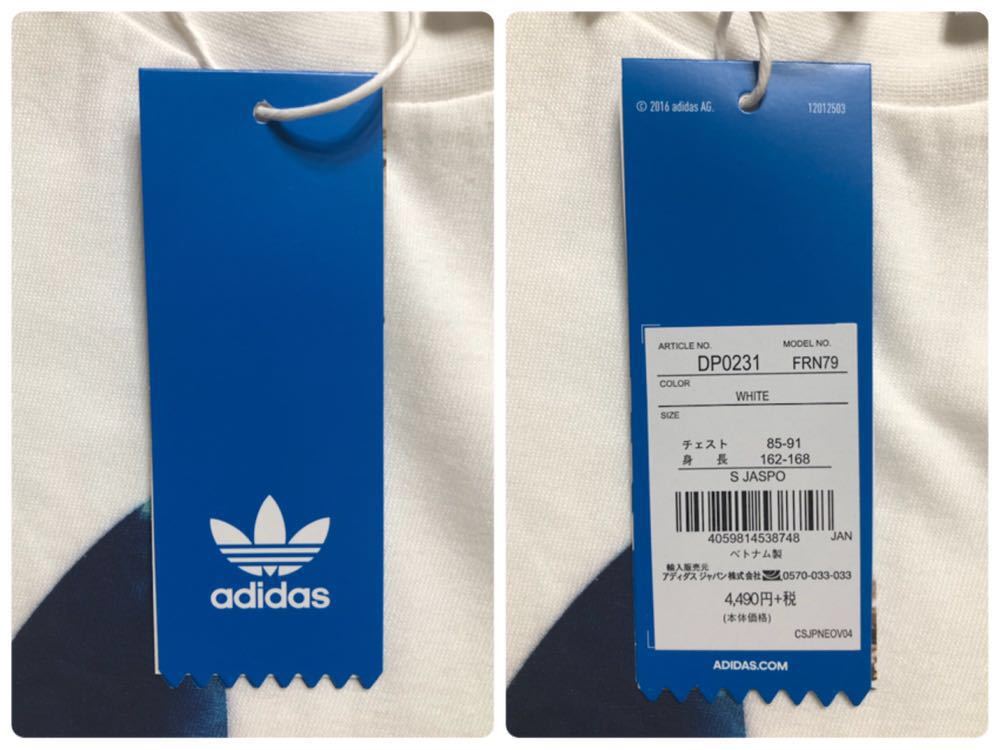 adidas
© 2016 adidas AG. 12012503
ARTICLE NO. MODEL NO.
DP0231 FRN79
COLOR
WHITE
SIZE
チェスト 85-91
身 長 162-168
S JASPO
4059814538748 JAN
ベトナム製
輸入販売元
アディダス ジャパン株式会社 0570-033-033
4,490円+税
(本体価格)
CSJPNEOV04
ADIDAS.COM